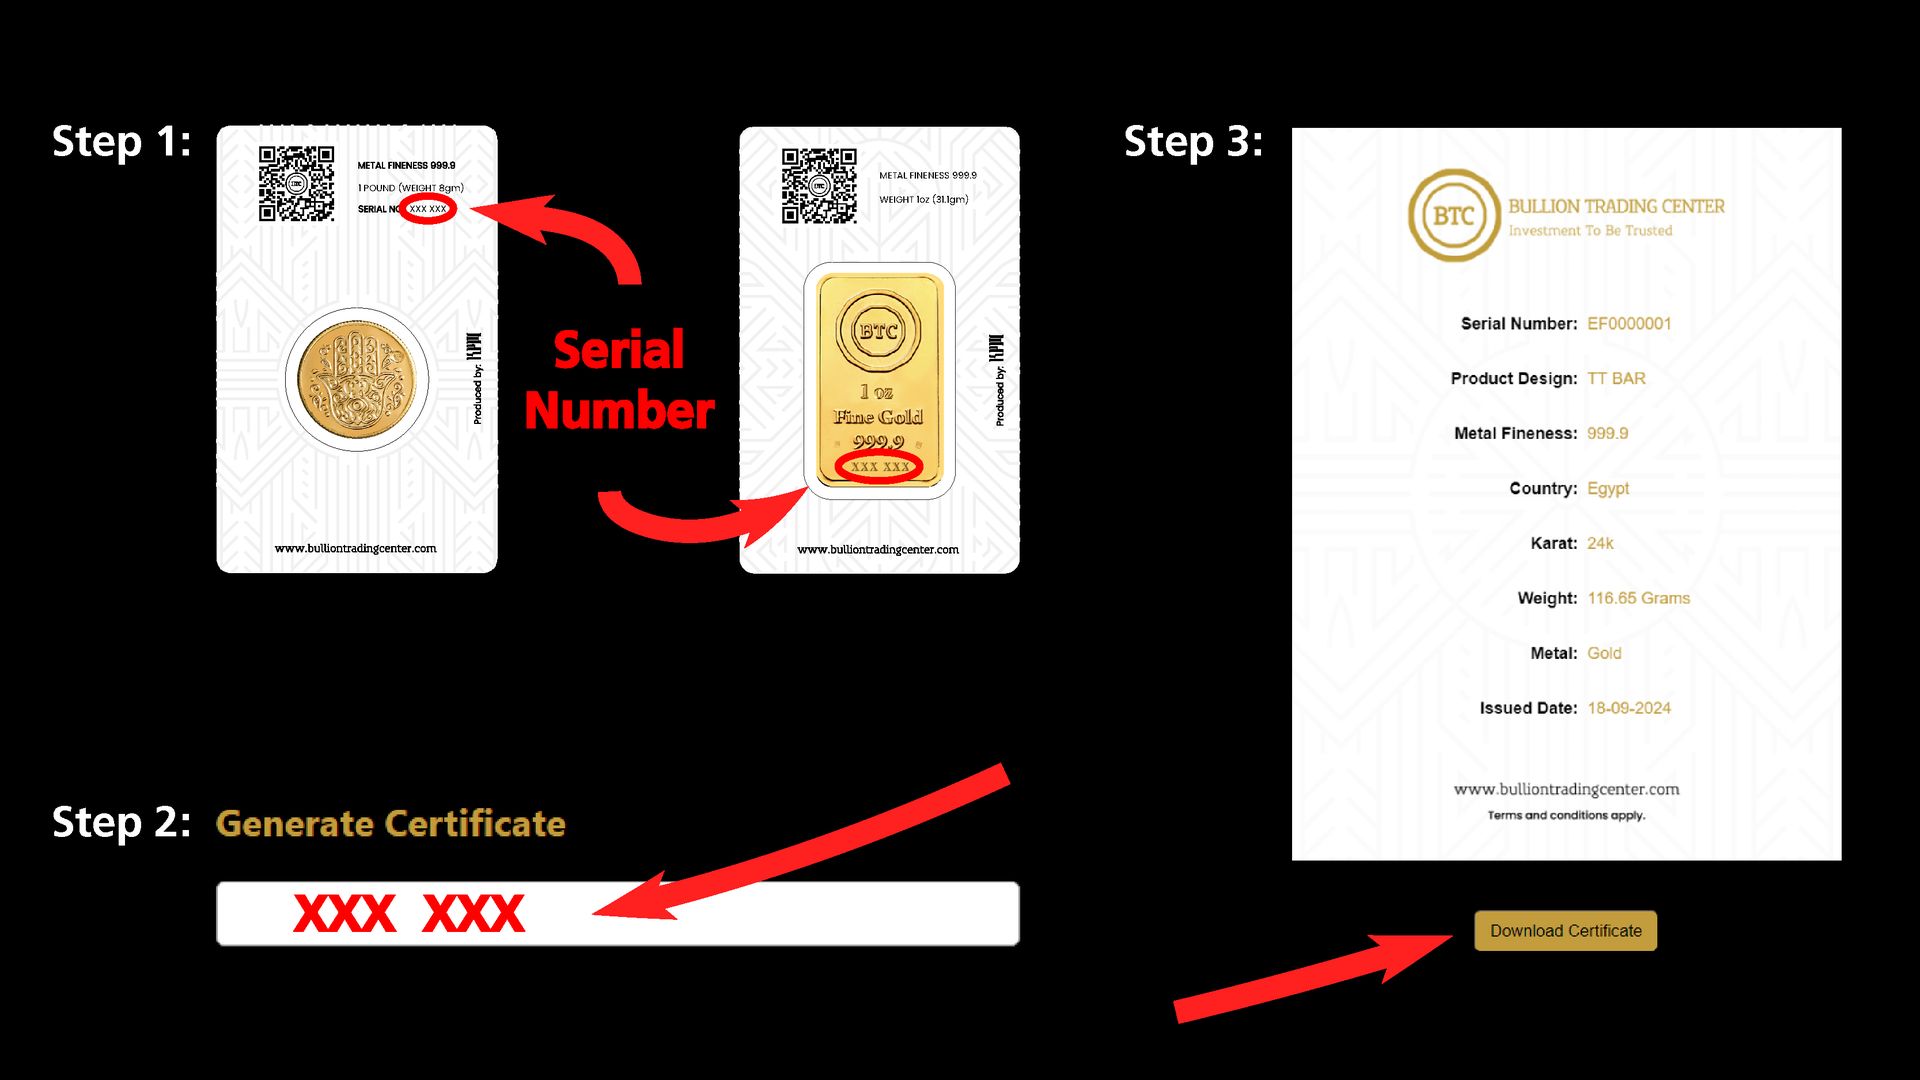 Step 1:
METAL FINENESS 999.9
1 POUND (WEIGHT 8gm)
SERIAL NO
XXX XXX
Produced by:
www.bulliontradingcenter.com
Serial
Number
METAL FINENESS 999.9
WEIGHT 1oz (31.1gm)
BTC
1 oz
Fine Gold
999.9
XXX XXX
Produced by:
www.bulliontradingcenter.com
Step 2:
Generate Certificate
XXX XXX
Step 3:
BTC
BULLION TRADING CENTER
Investment To Be Trusted
Serial Number: EF0000001
Product Design: TT BAR
Metal Fineness: 999.9
Country: Egypt
Karat: 24k
Weight: 116.65 Grams
Metal: Gold
Issued Date: 18-09-2024
www.bulliontradingcenter.com
Terms and conditions apply.
Download Certificate